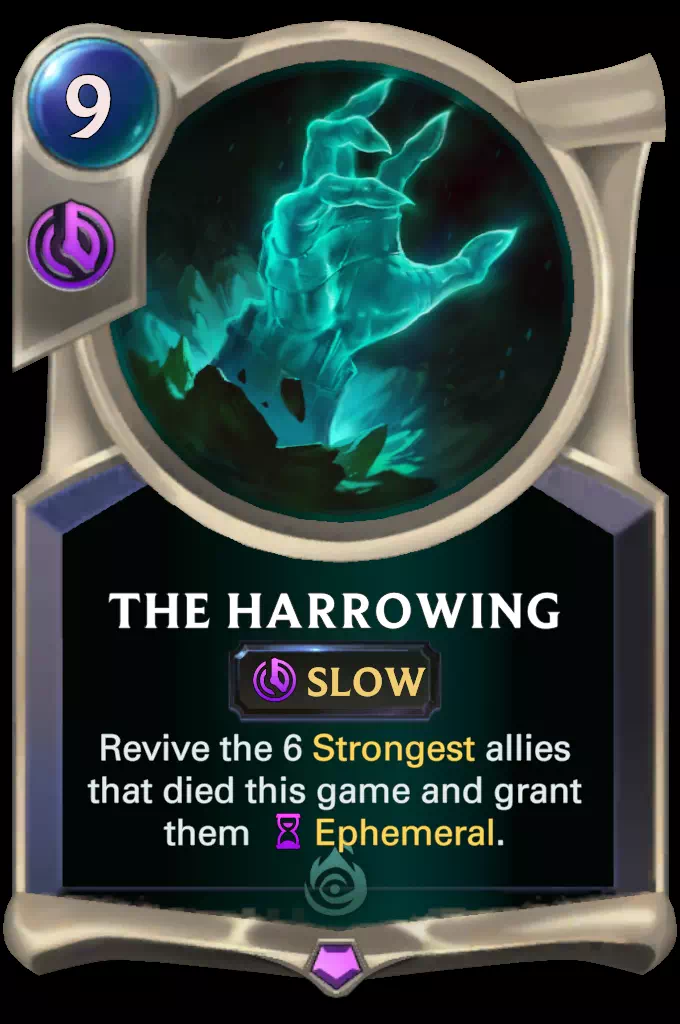 9
THE HARROWING
SLOW
Revive the 6 Strongest allies
that died this game and grant
them Ephemeral.